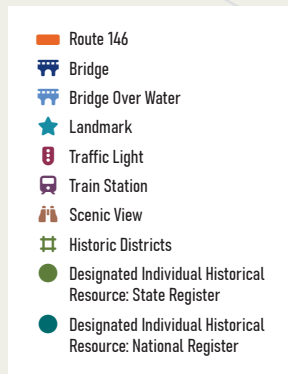 Route 146
Bridge
Bridge Over Water
Landmark
Traffic Light
Train Station
Scenic View
Historic Districts
Designated Individual Historical
Resource: State Register
Designated Individual Historical
Resource: National Register